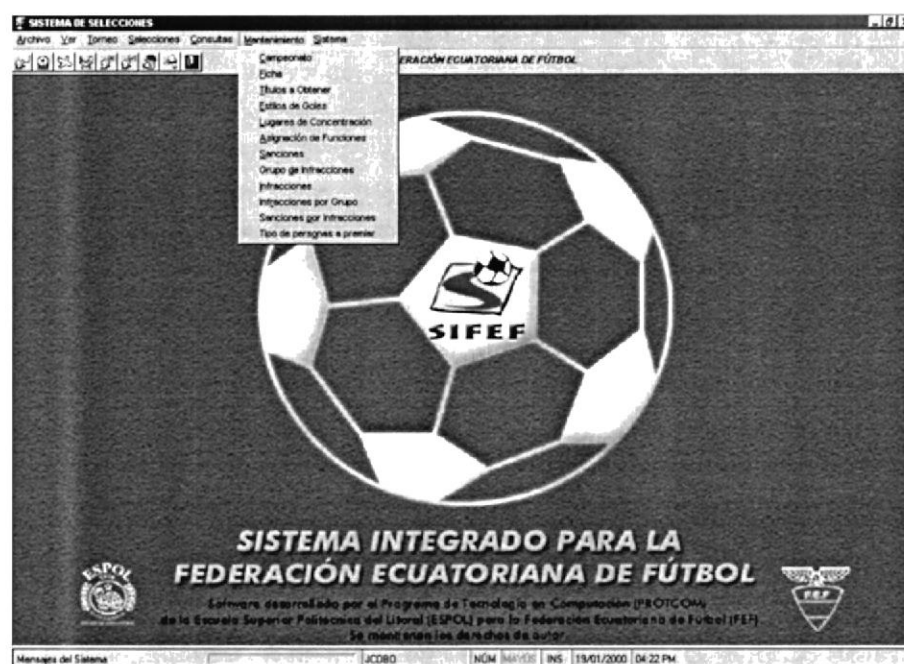 SISTEMA DE SELECCIONES
Archivo Ver Torneo Selecciones Consultas Mantenimiento Sistema
ERACIÓN ECUATORIANA DE FÚTBOL
Campeonato
Ficha
Títulos a Obtener
Estilos de Goles
Lugares de Concentración
Asignación de Funciones
Sanciones
Grupo de Infracciones
Infracciones
Infracciones por Grupo
Sanciones por Infracciones
Tipo de personas a premiar
SIFEF
SISTEMA INTEGRADO PARA LA
FEDERACIÓN ECUATORIANA DE FÚTBOL
ESPOL
FEF
Software desarrollado por el Programa de Tecnología en Computación (PROTCOM)
de la Escuela Superior Politécnica del Litoral (ESPOL) para la Federación Ecuatoriana de Fútbol (FEF)
Se mantienen los derechos de autor
Mensajes del Sistema JCOBO NÚM MAYÚS INS 19/01/2000 04:22 PM